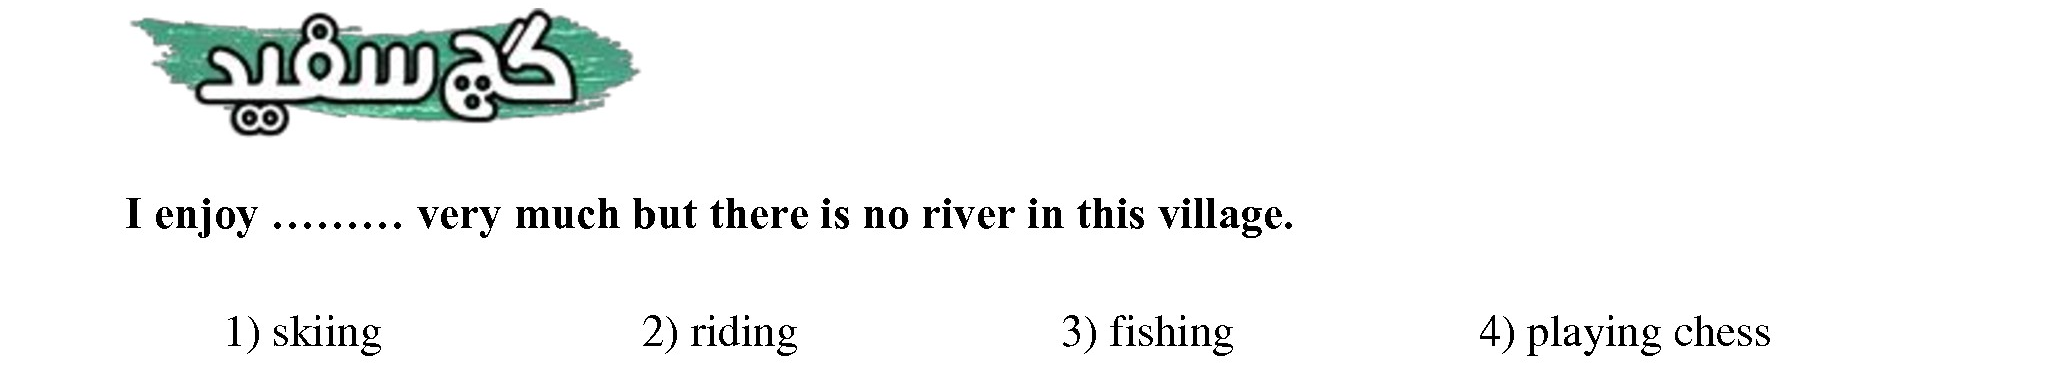 گچ سفید
I enjoy ……… very much but there is no river in this village.
1) skiing 2) riding 3) fishing 4) playing chess